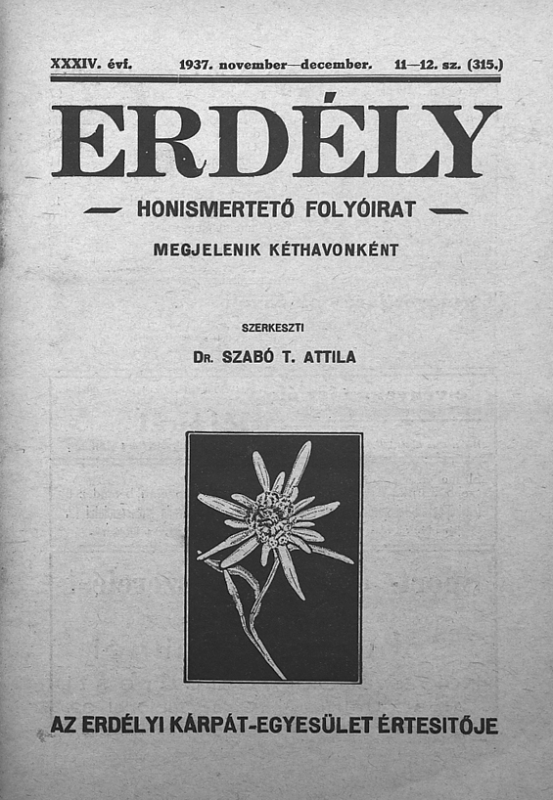 XXXIV. évf. 1937. november—december. 11—12. sz. (315.)
ERDÉLY
— HONISMERTETŐ FOLYÓIRAT —
MEGJELENIK KÉTHAVONKÉNT
SZERKESZTI
DR. SZABÓ T. ATTILA
AZ ERDÉLYI KÁRPÁT-EGYESÜLET ÉRTESITŐJE